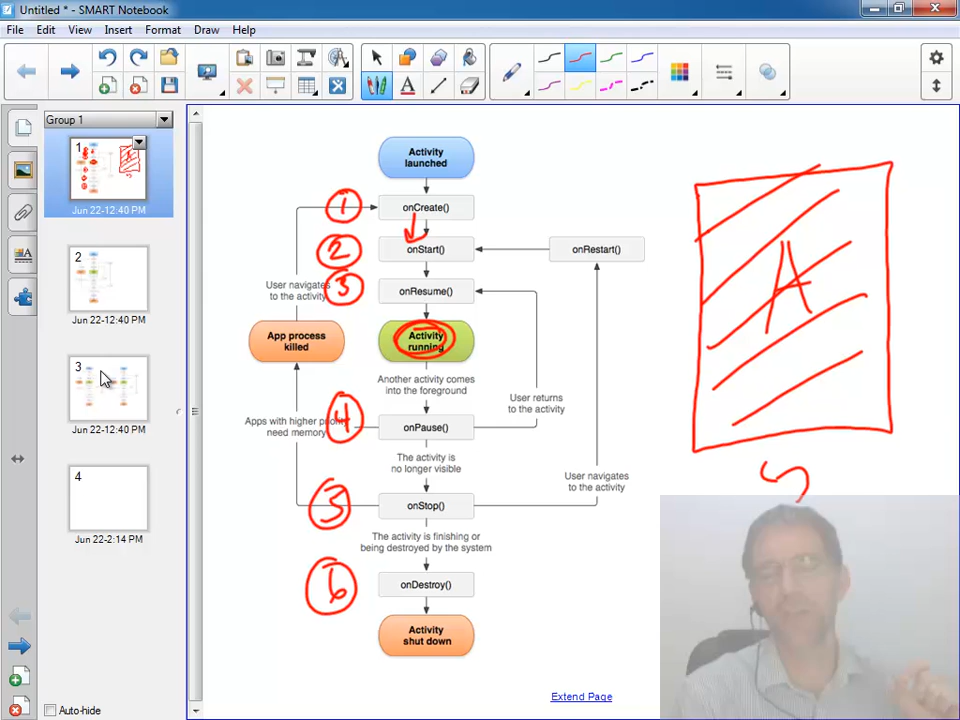 Untitled * - SMART Notebook
File Edit View Insert Format Draw Help
Group 1
1
Jun 22-12:40 PM
2
Jun 22-12:40 PM
3
Jun 22-12:40 PM
4
Jun 22-2:14 PM
Auto-hide
Activity
launched
1
onCreate()
2
onStart()
onRestart()
3
onResume()
User navigates
to the activity
App process
killed
Activity
running
Another activity comes
into the foreground
User returns
to the activity
Apps with higher priority
need memory
4
onPause()
The activity is
no longer visible
User navigates
to the activity
5
onStop()
The activity is finishing or
being destroyed by the system
6
onDestroy()
Activity
shut down
A
Extend Page